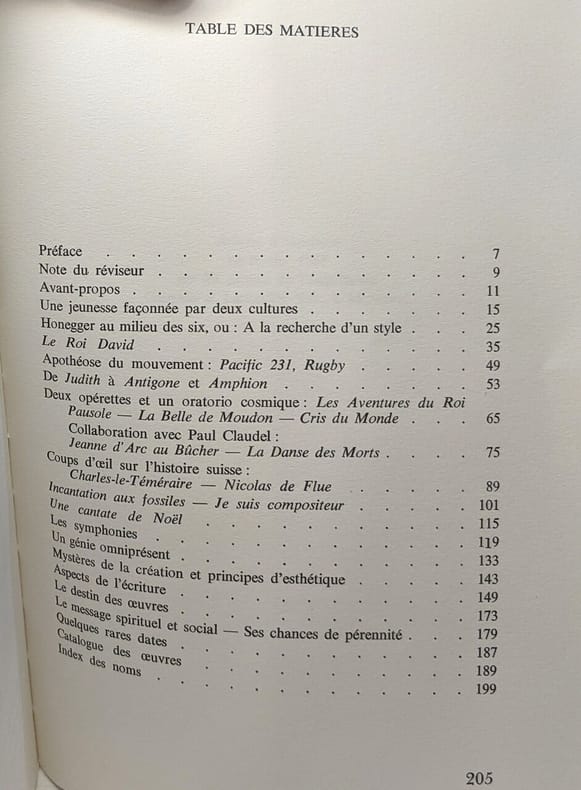 TABLE DES MATIERES
Préface . . . . . . . . . . . . . . . 7
Note du réviseur . . . . . . . . . . . . . 9
Avant-propos . . . . . . . . . . . . . . 11
Une jeunesse façonnée par deux cultures . . . . . . . 15
Honegger au milieu des six, ou : A la recherche d'un style . . . 25
Le Roi David . . . . . . . . . . . . . 35
Apothéose du mouvement : Pacific 231, Rugby . . . . . 49
De Judith à Antigone et Amphion . . . . . . . . 53
Deux opérettes et un oratorio cosmique : Les Aventures du Roi
Pausole — La Belle de Moudon — Cris du Monde . . . 65
Collaboration avec Paul Claudel :
Jeanne d'Arc au Bûcher — La Danse des Morts . . . . 75
Coups d'œil sur l'histoire suisse :
Charles-le-Téméraire — Nicolas de Flue . . . . . 89
Incantation aux fossiles — Je suis compositeur . . . . . 101
Une cantate de Noël . . . . . . . . . . . 115
Les symphonies . . . . . . . . . . . . . 119
Un génie omniprésent . . . . . . . . . . . . 133
Mystères de la création et principes d'esthétique . . . . . 143
Aspects de l'écriture . . . . . . . . . . . . 149
Le destin des œuvres . . . . . . . . . . . . 173
Le message spirituel et social — Ses chances de pérennité . . . 179
Quelques rares dates . . . . . . . . . . . . 187
Catalogue des œuvres . . . . . . . . . . . 189
Index des noms . . . . . . . . . . . . . 199
205